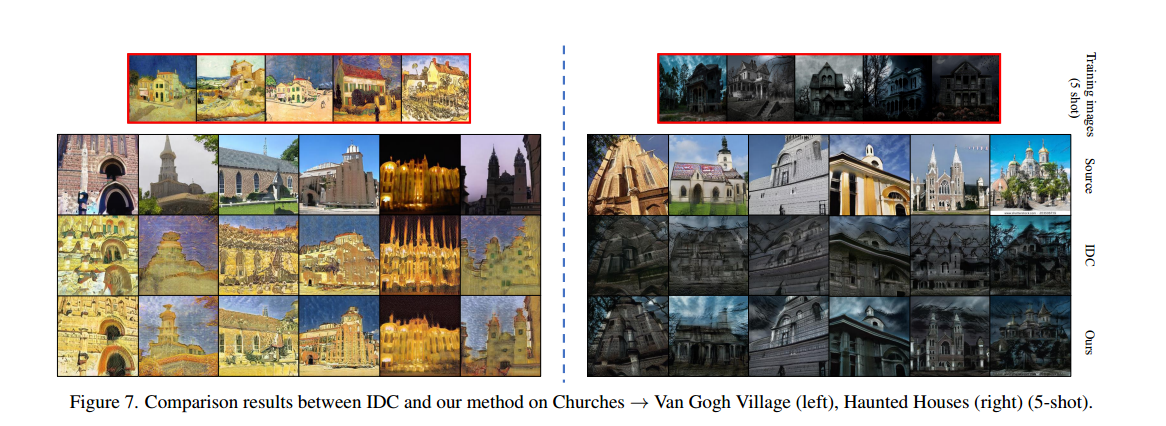 Training images
(5 shot)
Source
IDC
Ours
Figure 7. Comparison results between IDC and our method on Churches → Van Gogh Village (left), Haunted Houses (right) (5-shot).